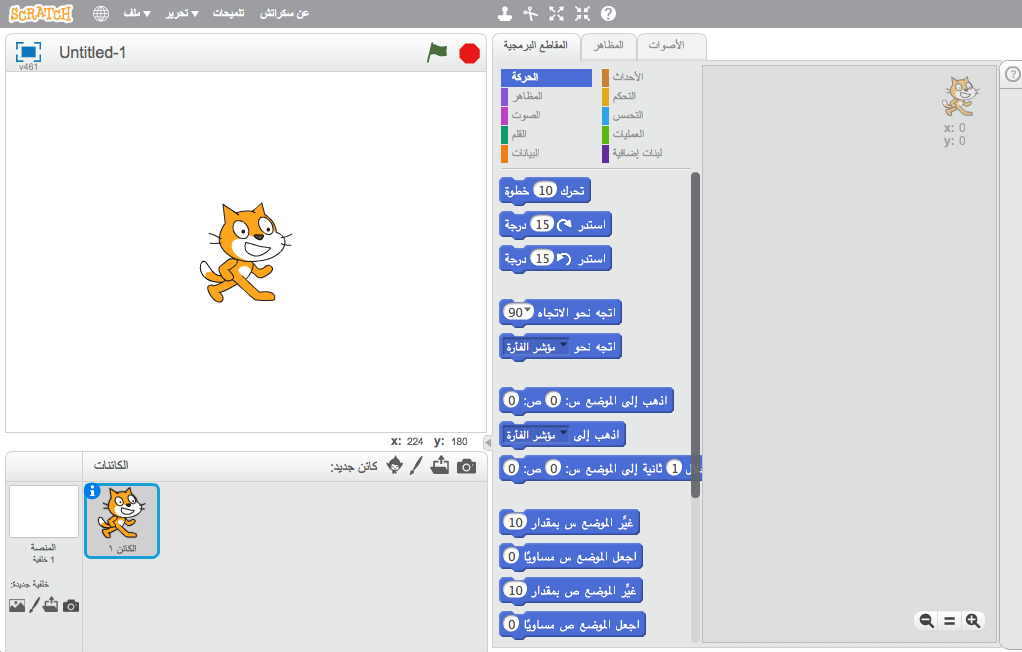 SCRATCH ملف تحرير تلميحات عن سكراتش
Untitled-1
v461
المقاطع البرمجية المظاهر الأصوات
الحركة الأحداث
المظاهر التحكم
الصوت التحسس
القلم العمليات
البيانات لبنات إضافية
x: 0
y: 0
تحرك 10 خطوة
استدر 15 درجة
استدر 15 درجة
اتجه نحو الاتجاه 90
اتجه نحو مؤشر الفأرة
اذهب إلى الموضع س: 0 ص: 0
اذهب إلى مؤشر الفأرة
1 ثانية إلى الموضع س: 0 ص: 0
غيِّر الموضع س بمقدار 10
اجعل الموضع س مساويًا 0
غيِّر الموضع ص بمقدار 10
اجعل الموضع ص مساويًا 0
x: 224 y: 180
الكائنات
كائن جديد:
الكائن ١
المنصة
1 خلفية
خلفية جديدة: